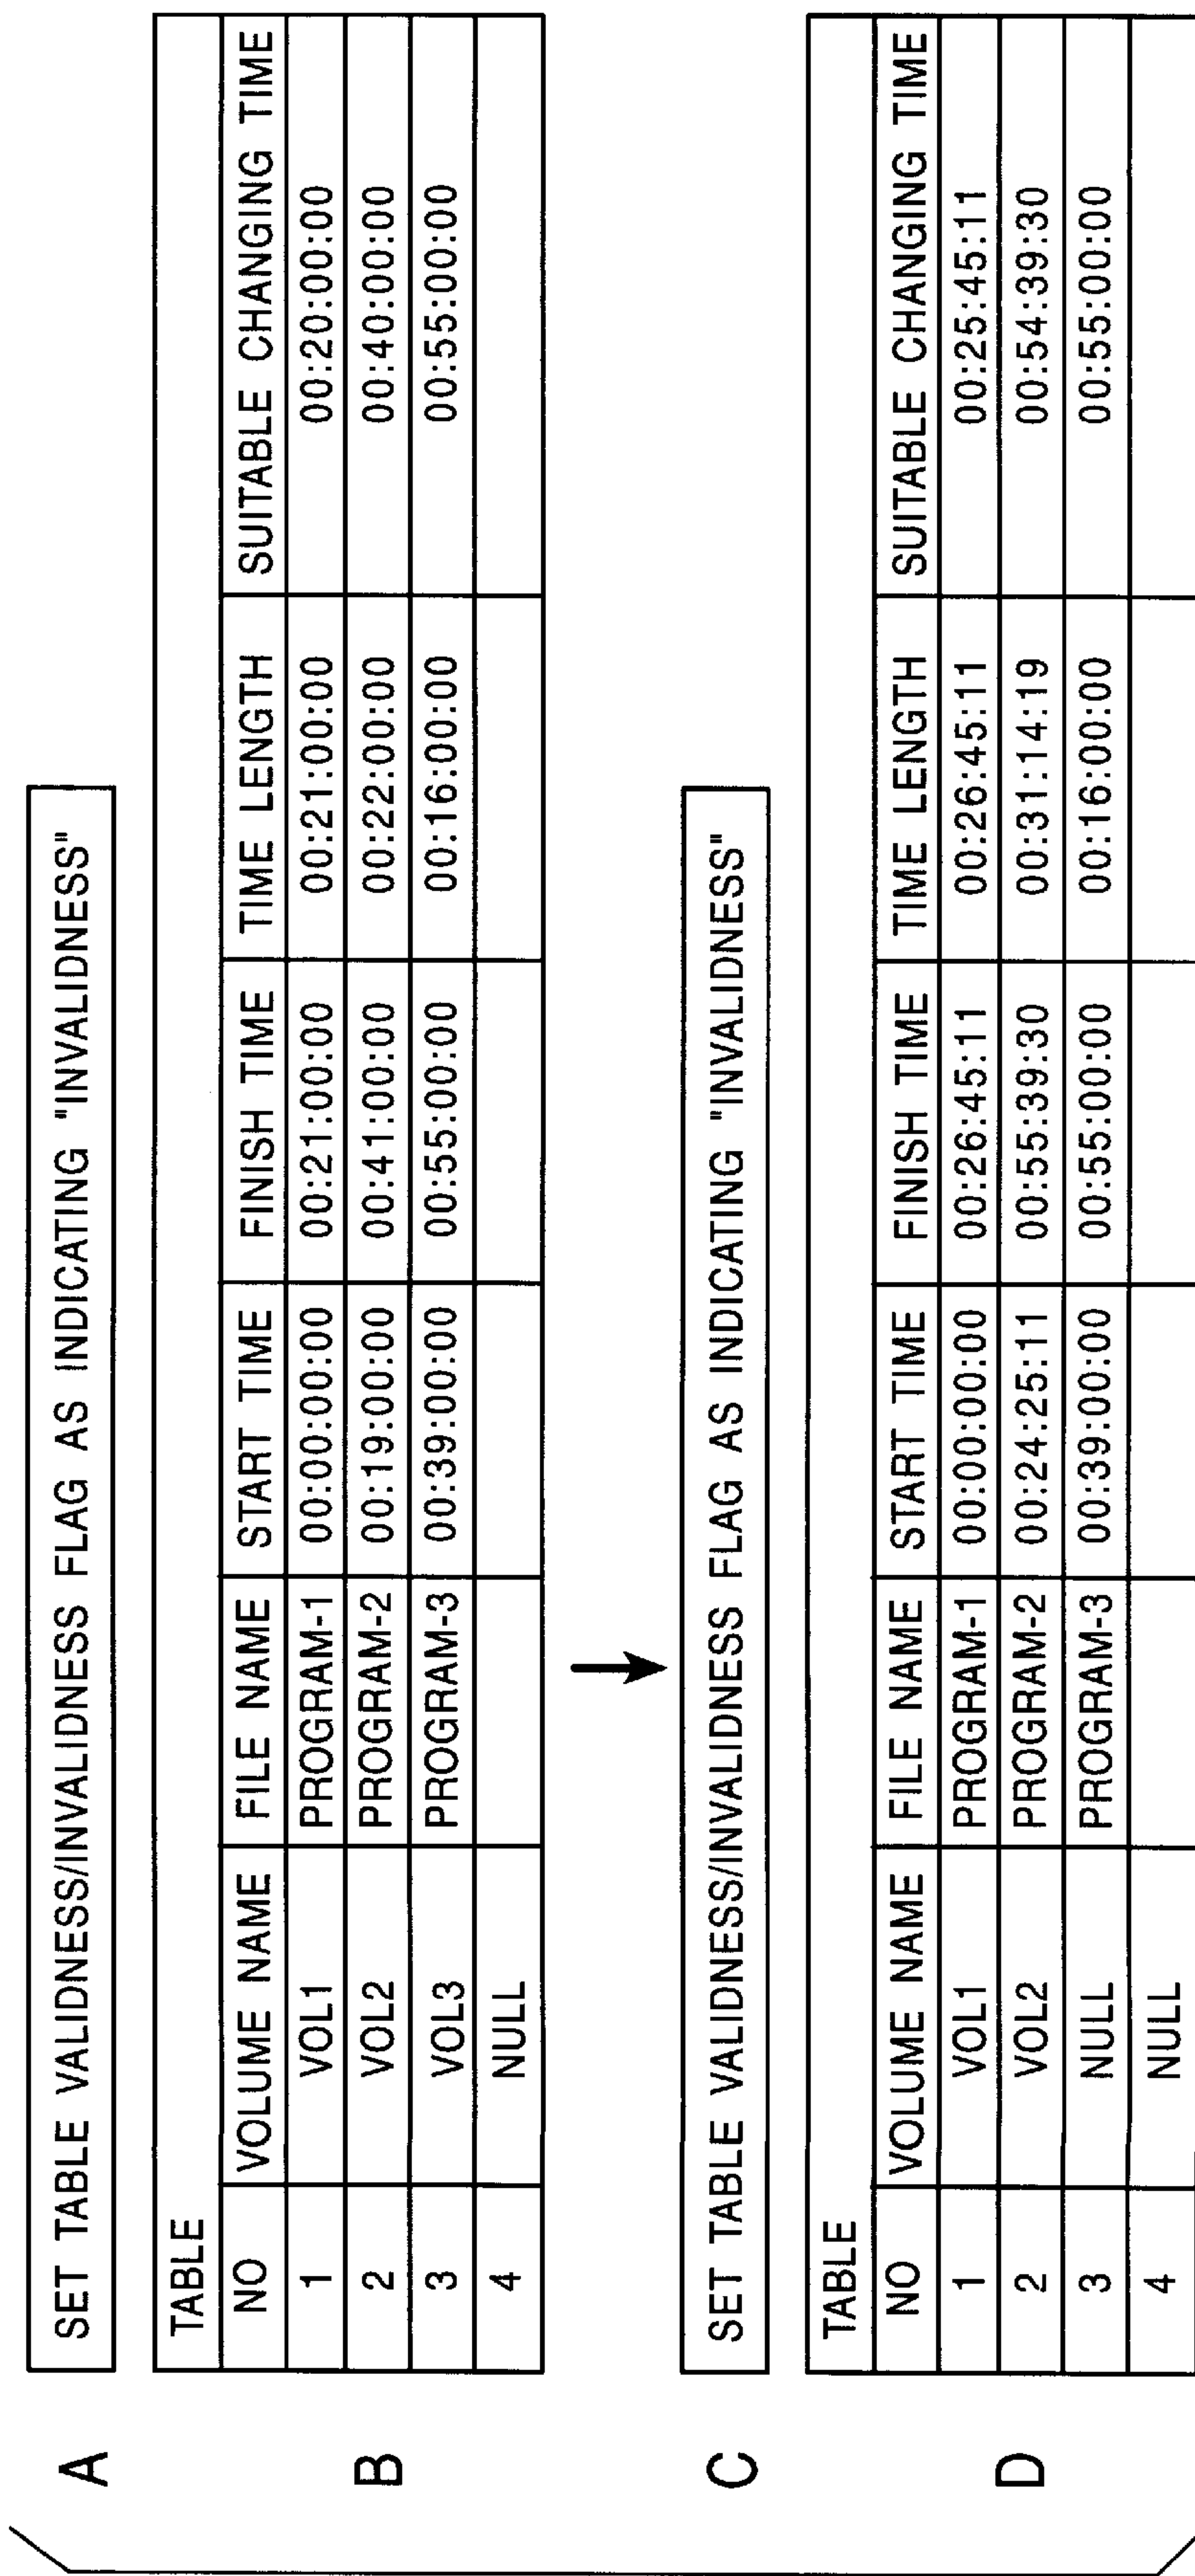 A
SET TABLE VALIDNESS/INVALIDNESS FLAG AS INDICATING "INVALIDNESS"
B
TABLE
NO VOLUME NAME FILE NAME START TIME FINISH TIME TIME LENGTH SUITABLE CHANGING TIME
1 VOL1 PROGRAM-1 00:00:00:00 00:21:00:00 00:21:00:00 00:20:00:00
2 VOL2 PROGRAM-2 00:19:00:00 00:41:00:00 00:22:00:00 00:40:00:00
3 VOL3 PROGRAM-3 00:39:00:00 00:55:00:00 00:16:00:00 00:55:00:00
4 NULL
C
SET TABLE VALIDNESS/INVALIDNESS FLAG AS INDICATING "INVALIDNESS"
D
TABLE
NO VOLUME NAME FILE NAME START TIME FINISH TIME TIME LENGTH SUITABLE CHANGING TIME
1 VOL1 PROGRAM-1 00:00:00:00 00:26:45:11 00:26:45:11 00:25:45:11
2 VOL2 PROGRAM-2 00:24:25:11 00:55:39:30 00:31:14:19 00:54:39:30
3 NULL PROGRAM-3 00:39:00:00 00:55:00:00 00:16:00:00 00:55:00:00
4 NULL